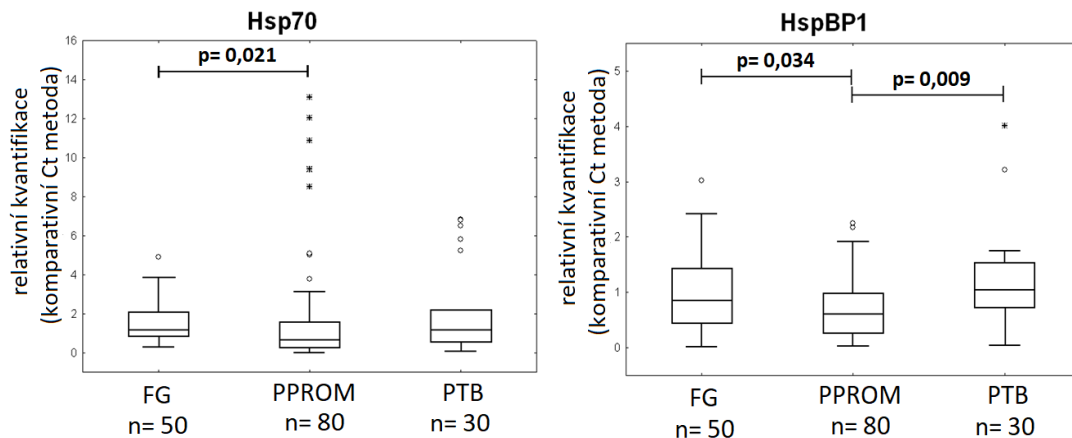 Hsp70
relativní kvantifikace
(komparativní Ct metoda)
16
14
12
10
8
6
4
2
0
p= 0,021
FG
n= 50
PPROM
n= 80
PTB
n= 30
HspBP1
relativní kvantifikace
(komparativní Ct metoda)
5
4
3
2
1
0
p= 0,034
p= 0,009
FG
n= 50
PPROM
n= 80
PTB
n= 30